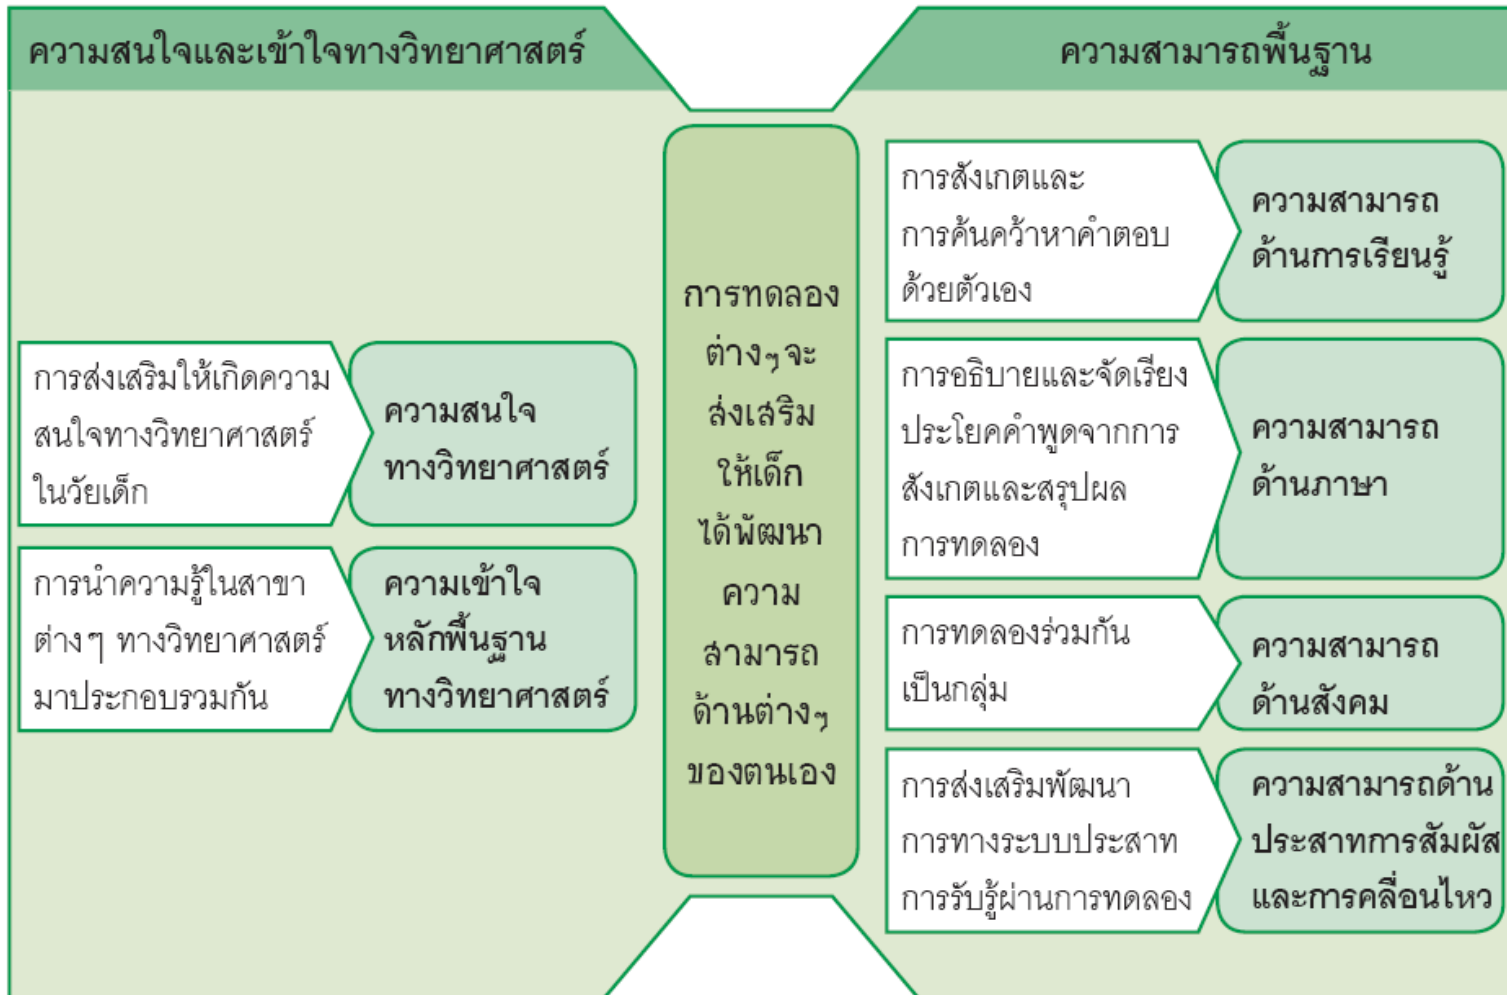 ความสนใจและเข้าใจทางวิทยาศาสตร์
การส่งเสริมให้เกิดความ
สนใจทางวิทยาศาสตร์
ในวัยเด็ก
ความสนใจ
ทางวิทยาศาสตร์
การนำความรู้ในสาขา
ต่างๆ ทางวิทยาศาสตร์
มาประกอบรวมกัน
ความเข้าใจ
หลักพื้นฐาน
ทางวิทยาศาสตร์
การทดลอง
ต่างๆจะ
ส่งเสริม
ให้เด็ก
ได้พัฒนา
ความ
สามารถ
ด้านต่างๆ
ของตนเอง
ความสามารถพื้นฐาน
การสังเกตและ
การค้นคว้าหาคำตอบ
ด้วยตัวเอง
ความสามารถ
ด้านการเรียนรู้
การอธิบายและจัดเรียง
ประโยคคำพูดจากการ
สังเกตและสรุปผล
การทดลอง
ความสามารถ
ด้านภาษา
การทดลองร่วมกัน
เป็นกลุ่ม
ความสามารถ
ด้านสังคม
การส่งเสริมพัฒนา
การทางระบบประสาท
การรับรู้ผ่านการทดลอง
ความสามารถด้าน
ประสาทการสัมผัส
และการคลื่อนไหว